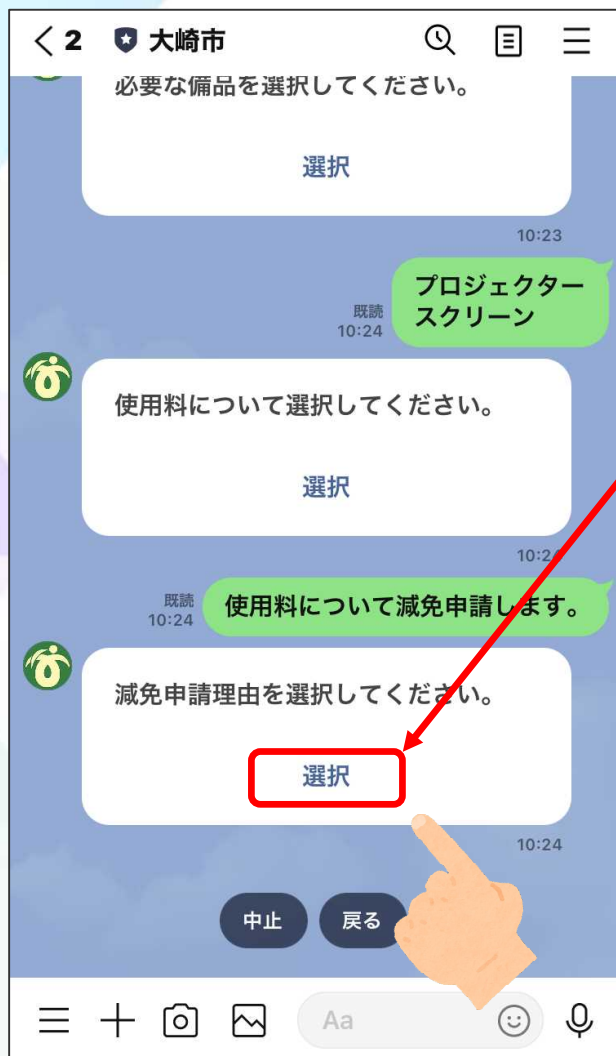 2 大崎市
必要な備品を選択してください。
選択
10:23
プロジェクター
スクリーン
既読
10:24
使用料について選択してください。
選択
10:24
既読
10:24
使用料について減免申請します。
減免申請理由を選択してください。
選択
10:24
中止 戻る
Aa